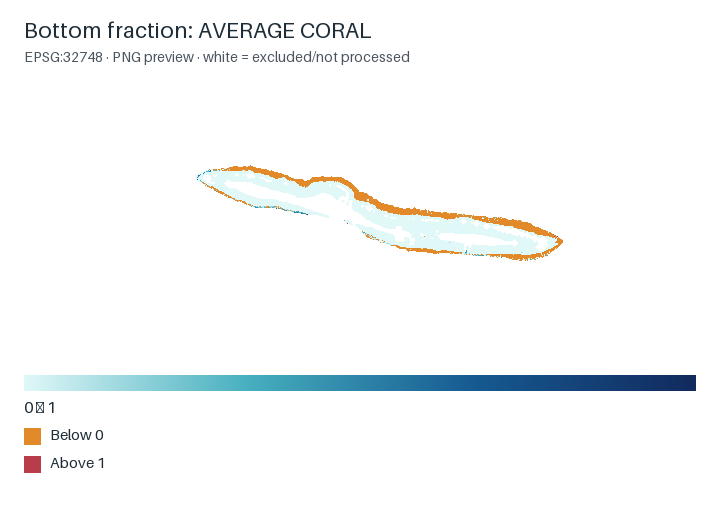 Bottom fraction: AVERAGE CORAL
EPSG:32748 · PNG preview · white = excluded/not processed
0 1
Below 0
Above 1